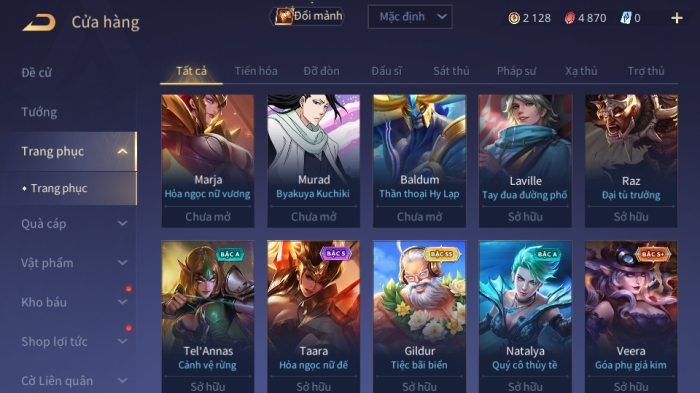 Cửa hàng
Đổi mảnh
Mặc định
2 128
4 870
0
Đề cử
Tướng
Trang phục
Trang phục
Quà cáp
Vật phẩm
Kho báu
Shop lợi tức
Cờ Liên quân
Tất cả
Tiến hóa
Đỡ đòn
Đấu sĩ
Sát thủ
Pháp sư
Xạ thủ
Trợ thủ
Marja
Hỏa ngọc nữ vương
Chưa mở
Murad
Byakuya Kuchiki
Chưa mở
Baldum
Thần thoại Hy Lạp
Chưa mở
Laville
Tay đua đường phố
Sở hữu
Raz
Đại tù trưởng
Sở hữu
BẬC A
Tel'Annas
Cảnh vệ rừng
Sở hữu
BẬC S
Taara
Hỏa ngọc nữ đế
Sở hữu
BẬC SS
Gildur
Tiệc bãi biển
Sở hữu
BẬC A
Natalya
Quý cô thủy tề
Sở hữu
BẬC S+
Veera
Góa phụ giả kim
Sở hữu